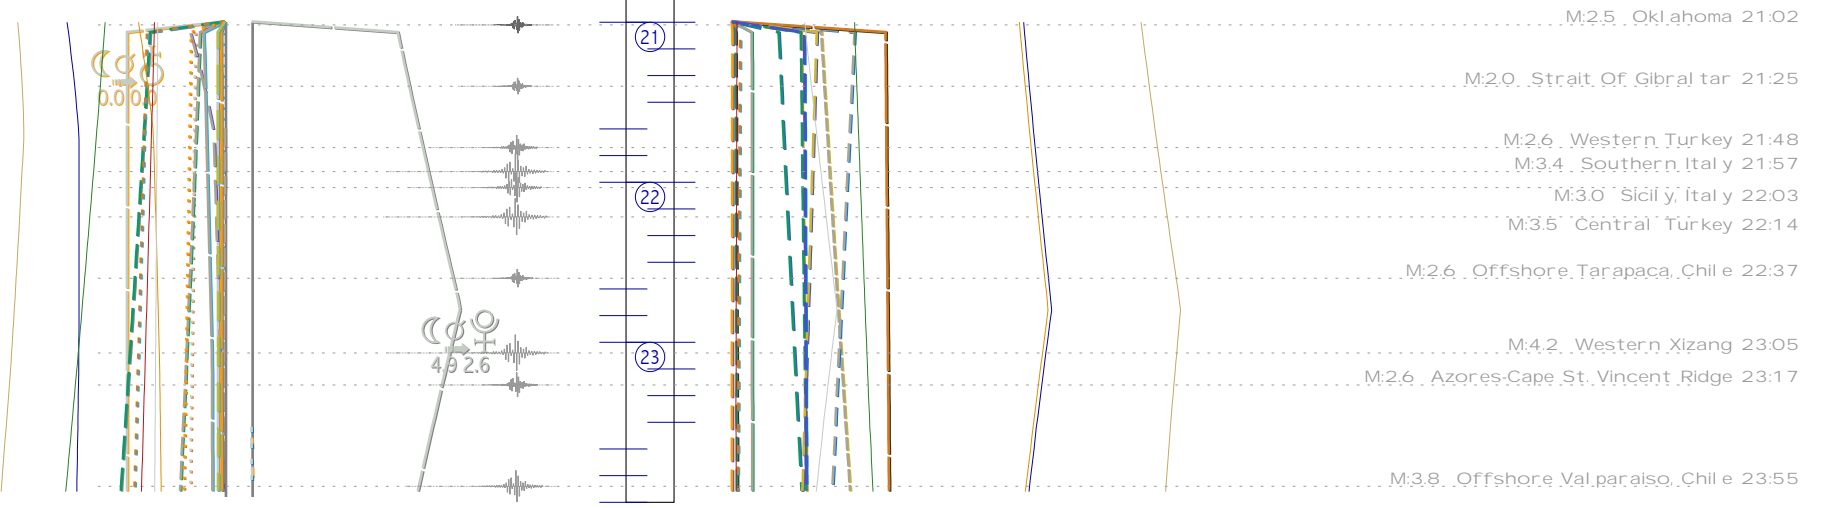 M:2.5 Oklahoma 21:02
21
M:2.0 Strait Of Gibraltar 21:25
0.0 0.0
M:2.6 Western Turkey 21:48
M:3.4 Southern Italy 21:57
22
M:3.0 Sicily, Italy 22:03
M:3.5 Central Turkey 22:14
M:2.6 Offshore Tarapaca, Chile 22:37
M:4.2 Western Xizang 23:05
23
4.9 2.6
M:2.6 Azores-Cape St. Vincent Ridge 23:17
M:3.8 Offshore Valparaiso, Chile 23:55